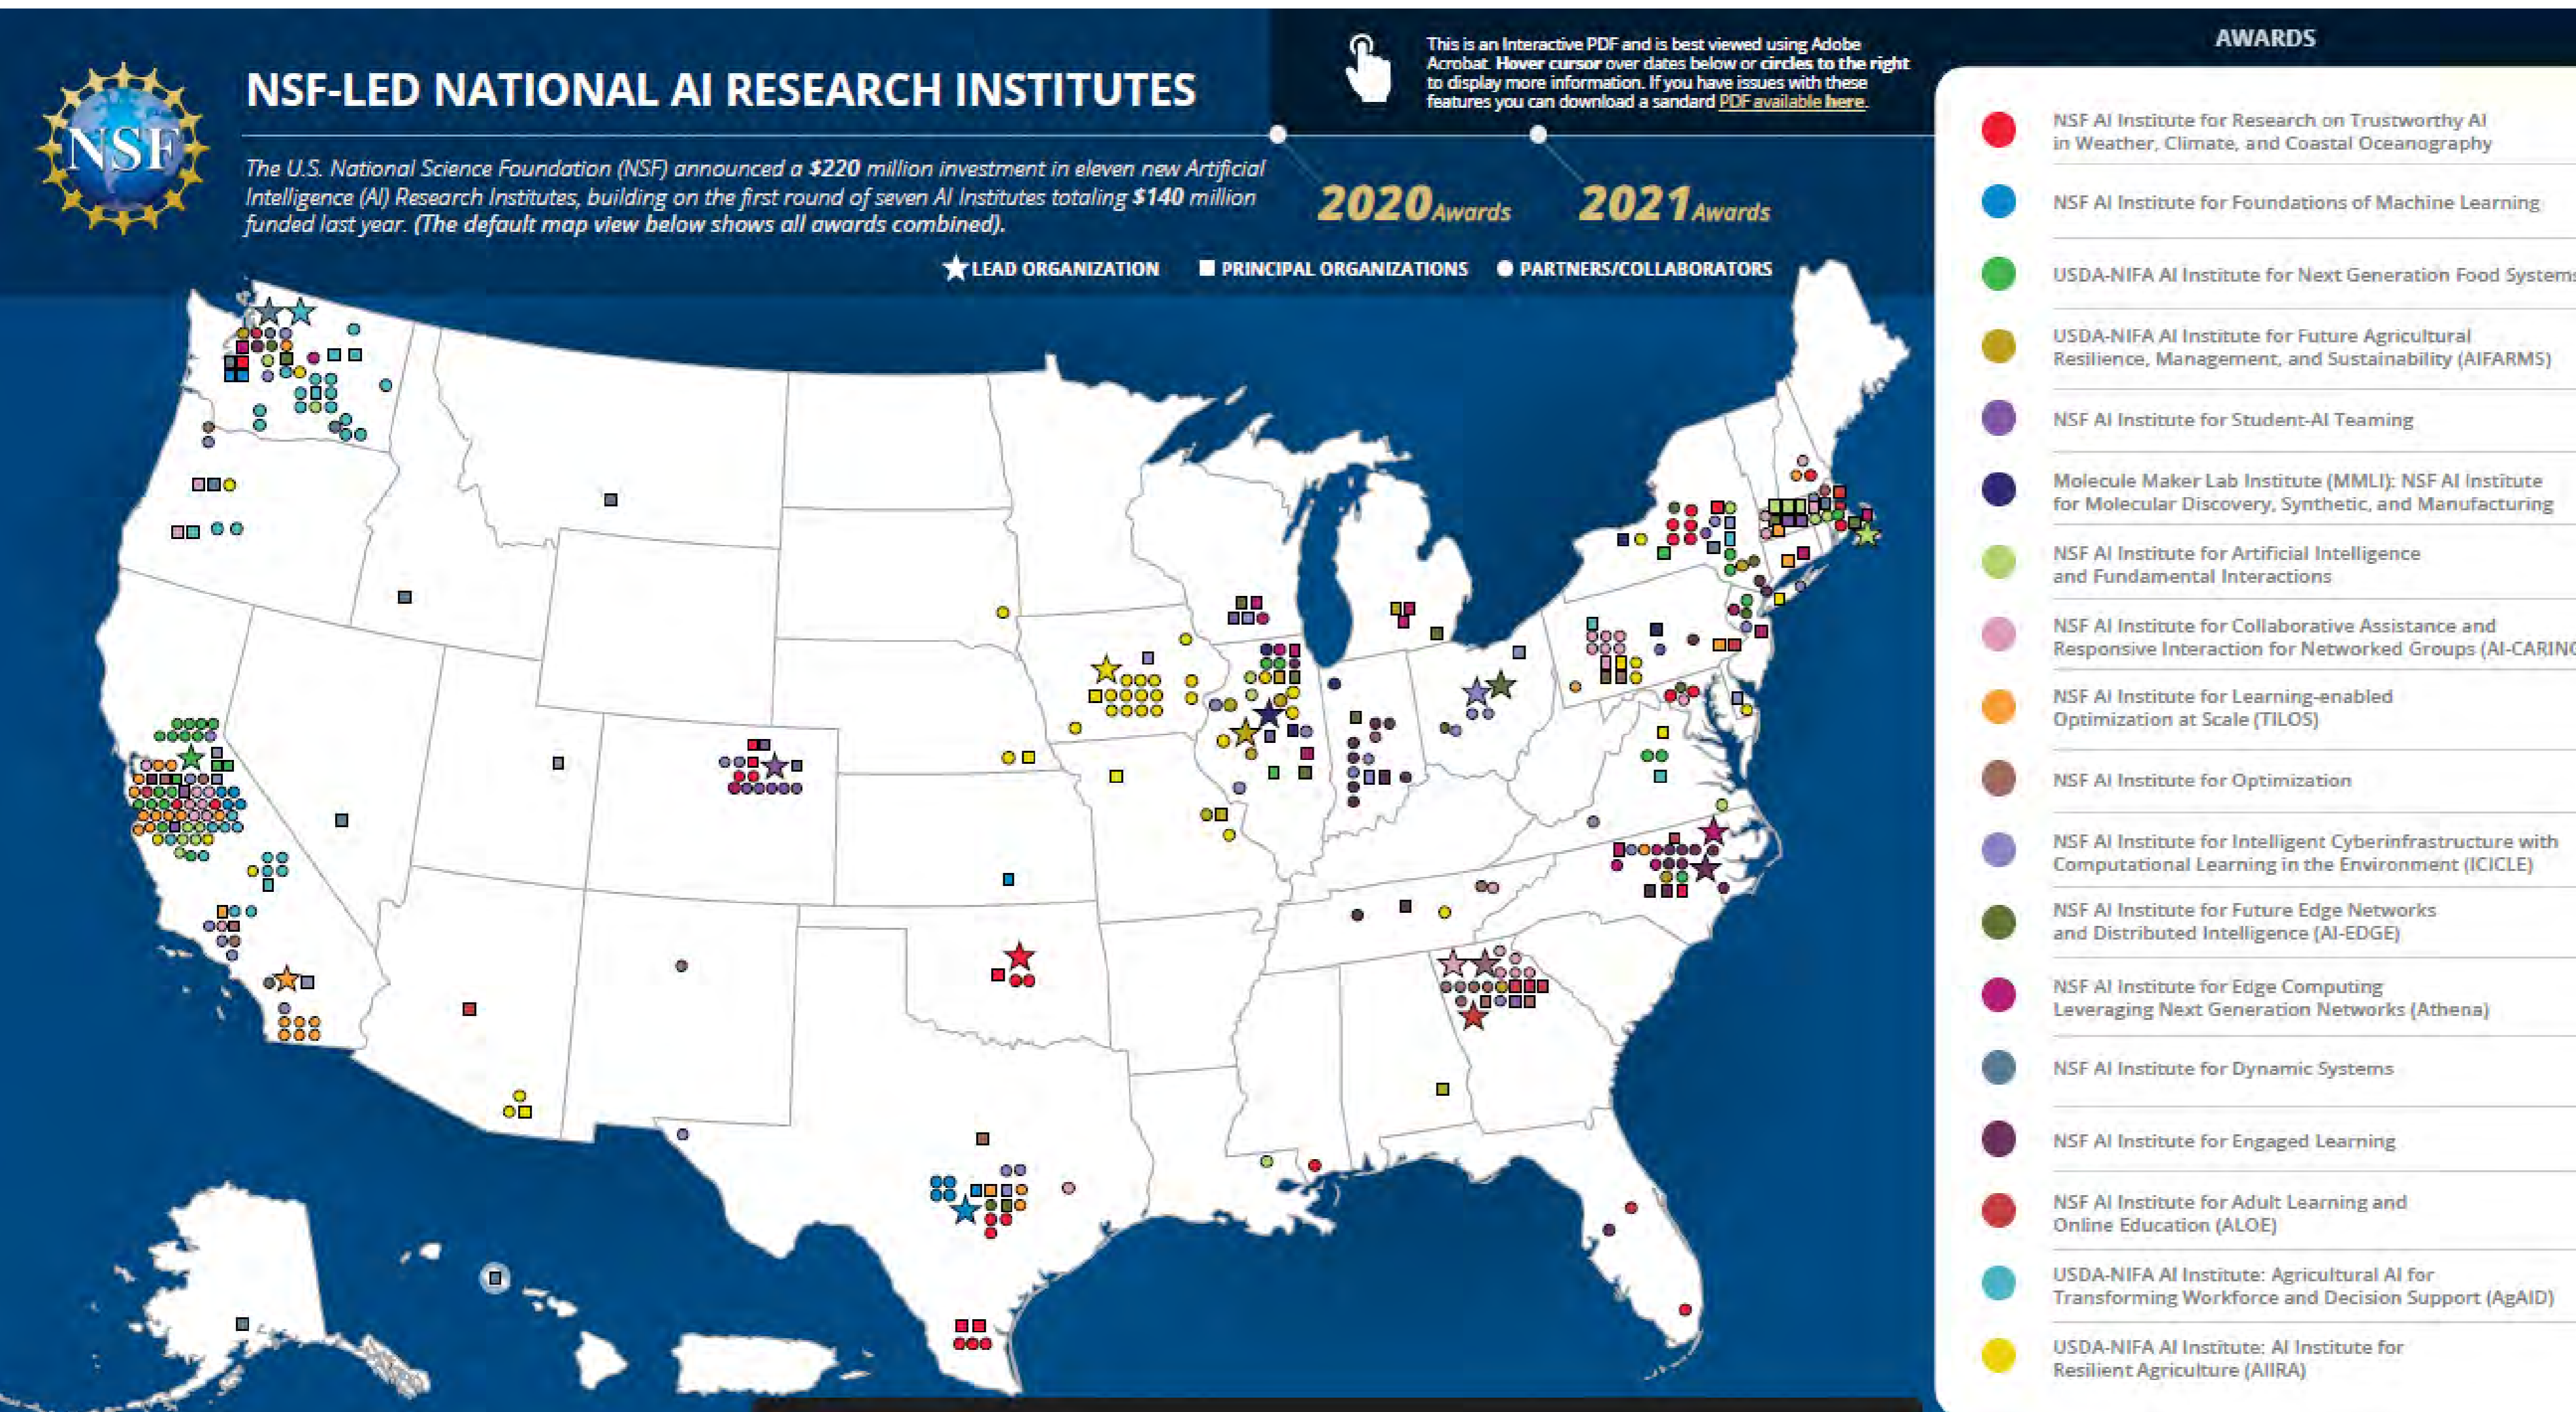 NSF
NSF-LED NATIONAL AI RESEARCH INSTITUTES
The U.S. National Science Foundation (NSF) announced a $220 million investment in eleven new Artificial
Intelligence (AI) Research Institutes, building on the first round of seven AI Institutes totaling $140 million
funded last year. (The default map view below shows all awards combined).
This is an Interactive PDF and is best viewed using Adobe
Acrobat. Hover cursor over dates below or circles to the right
to display more information. If you have issues with these
features you can download a sandard PDF available here.
2020 Awards
2021 Awards
LEAD ORGANIZATION
PRINCIPAL ORGANIZATIONS
PARTNERS/COLLABORATORS
AWARDS
NSF AI Institute for Research on Trustworthy AI
in Weather, Climate, and Coastal Oceanography
NSF AI Institute for Foundations of Machine Learning
USDA-NIFA AI Institute for Next Generation Food Systems
USDA-NIFA AI Institute for Future Agricultural
Resilience, Management, and Sustainability (AIFARMS)
NSF AI Institute for Student-AI Teaming
Molecule Maker Lab Institute (MMLI): NSF AI Institute
for Molecular Discovery, Synthetic, and Manufacturing
NSF AI Institute for Artificial Intelligence
and Fundamental Interactions
NSF AI Institute for Collaborative Assistance and
Responsive Interaction for Networked Groups (AI-CARING
NSF AI Institute for Learning-enabled
Optimization at Scale (TILOS)
NSF AI Institute for Optimization
NSF AI Institute for Intelligent Cyberinfrastructure with
Computational Learning in the Environment (ICICLE)
NSF AI Institute for Future Edge Networks
and Distributed Intelligence (AI-EDGE)
NSF AI Institute for Edge Computing
Leveraging Next Generation Networks (Athena)
NSF AI Institute for Dynamic Systems
NSF AI Institute for Engaged Learning
NSF AI Institute for Adult Learning and
Online Education (ALOE)
USDA-NIFA AI Institute: Agricultural AI for
Transforming Workforce and Decision Support (AgAID)
USDA-NIFA AI Institute: AI Institute for
Resilient Agriculture (AIIRA)